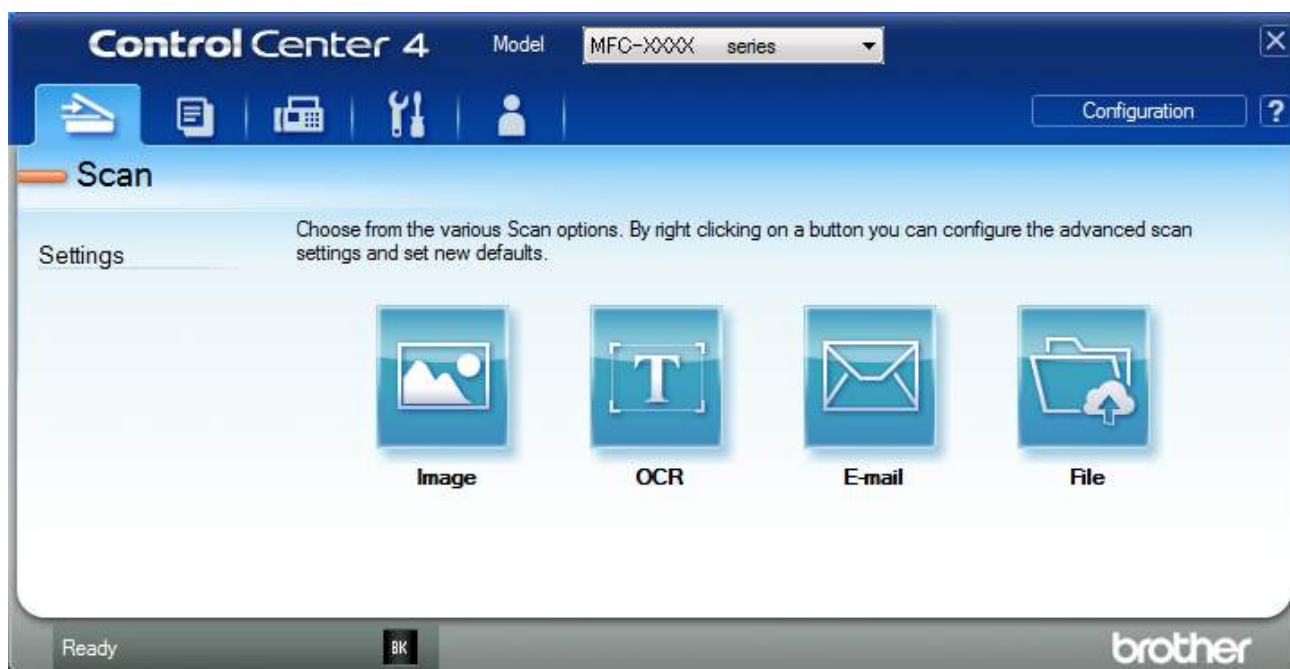 Control Center 4
Model
MFC-XXXX series
Configuration
?
Scan
Settings
Choose from the various Scan options. By right clicking on a button you can configure the advanced scan
settings and set new defaults.
T
Image
OCR
E-mail
File
Ready
BK
brother